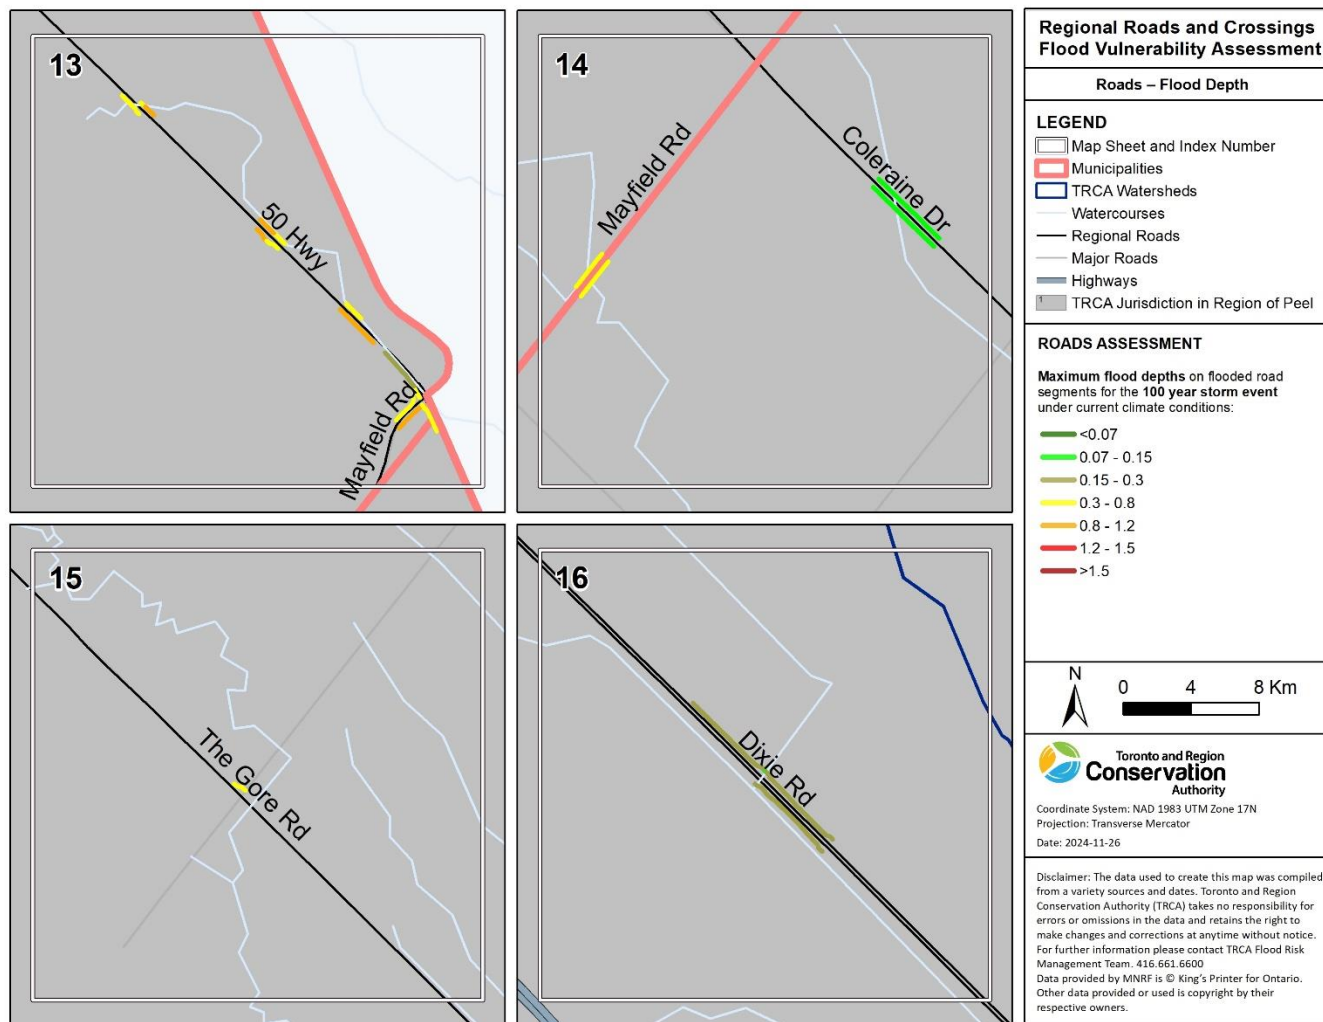 13
50 Hwy
Mayfield Rd
14
Mayfield Rd
Coleraine Dr
15
The Gore Rd
16
Dixie Rd
Regional Roads and Crossings
Flood Vulnerability Assessment
Roads – Flood Depth
LEGEND
Map Sheet and Index Number
Municipalities
TRCA Watersheds
Watercourses
Regional Roads
Major Roads
Highways
1
TRCA Jurisdiction in Region of Peel
ROADS ASSESSMENT
Maximum flood depths on flooded road
segments for the 100 year storm event
under current climate conditions:
<0.07
0.07 - 0.15
0.15 - 0.3
0.3 - 0.8
0.8 - 1.2
1.2 - 1.5
>1.5
N
0 4 8 Km
Toronto and Region
Conservation
Authority
Coordinate System: NAD 1983 UTM Zone 17N
Projection: Transverse Mercator
Date: 2024-11-26
Disclaimer: The data used to create this map was compiled
from a variety sources and dates. Toronto and Region
Conservation Authority (TRCA) takes no responsibility for
errors or omissions in the data and retains the right to
make changes and corrections at anytime without notice.
For further information please contact TRCA Flood Risk
Management Team. 416.661.6600
Data provided by MNRF is © King's Printer for Ontario.
Other data provided or used is copyright by their
respective owners.